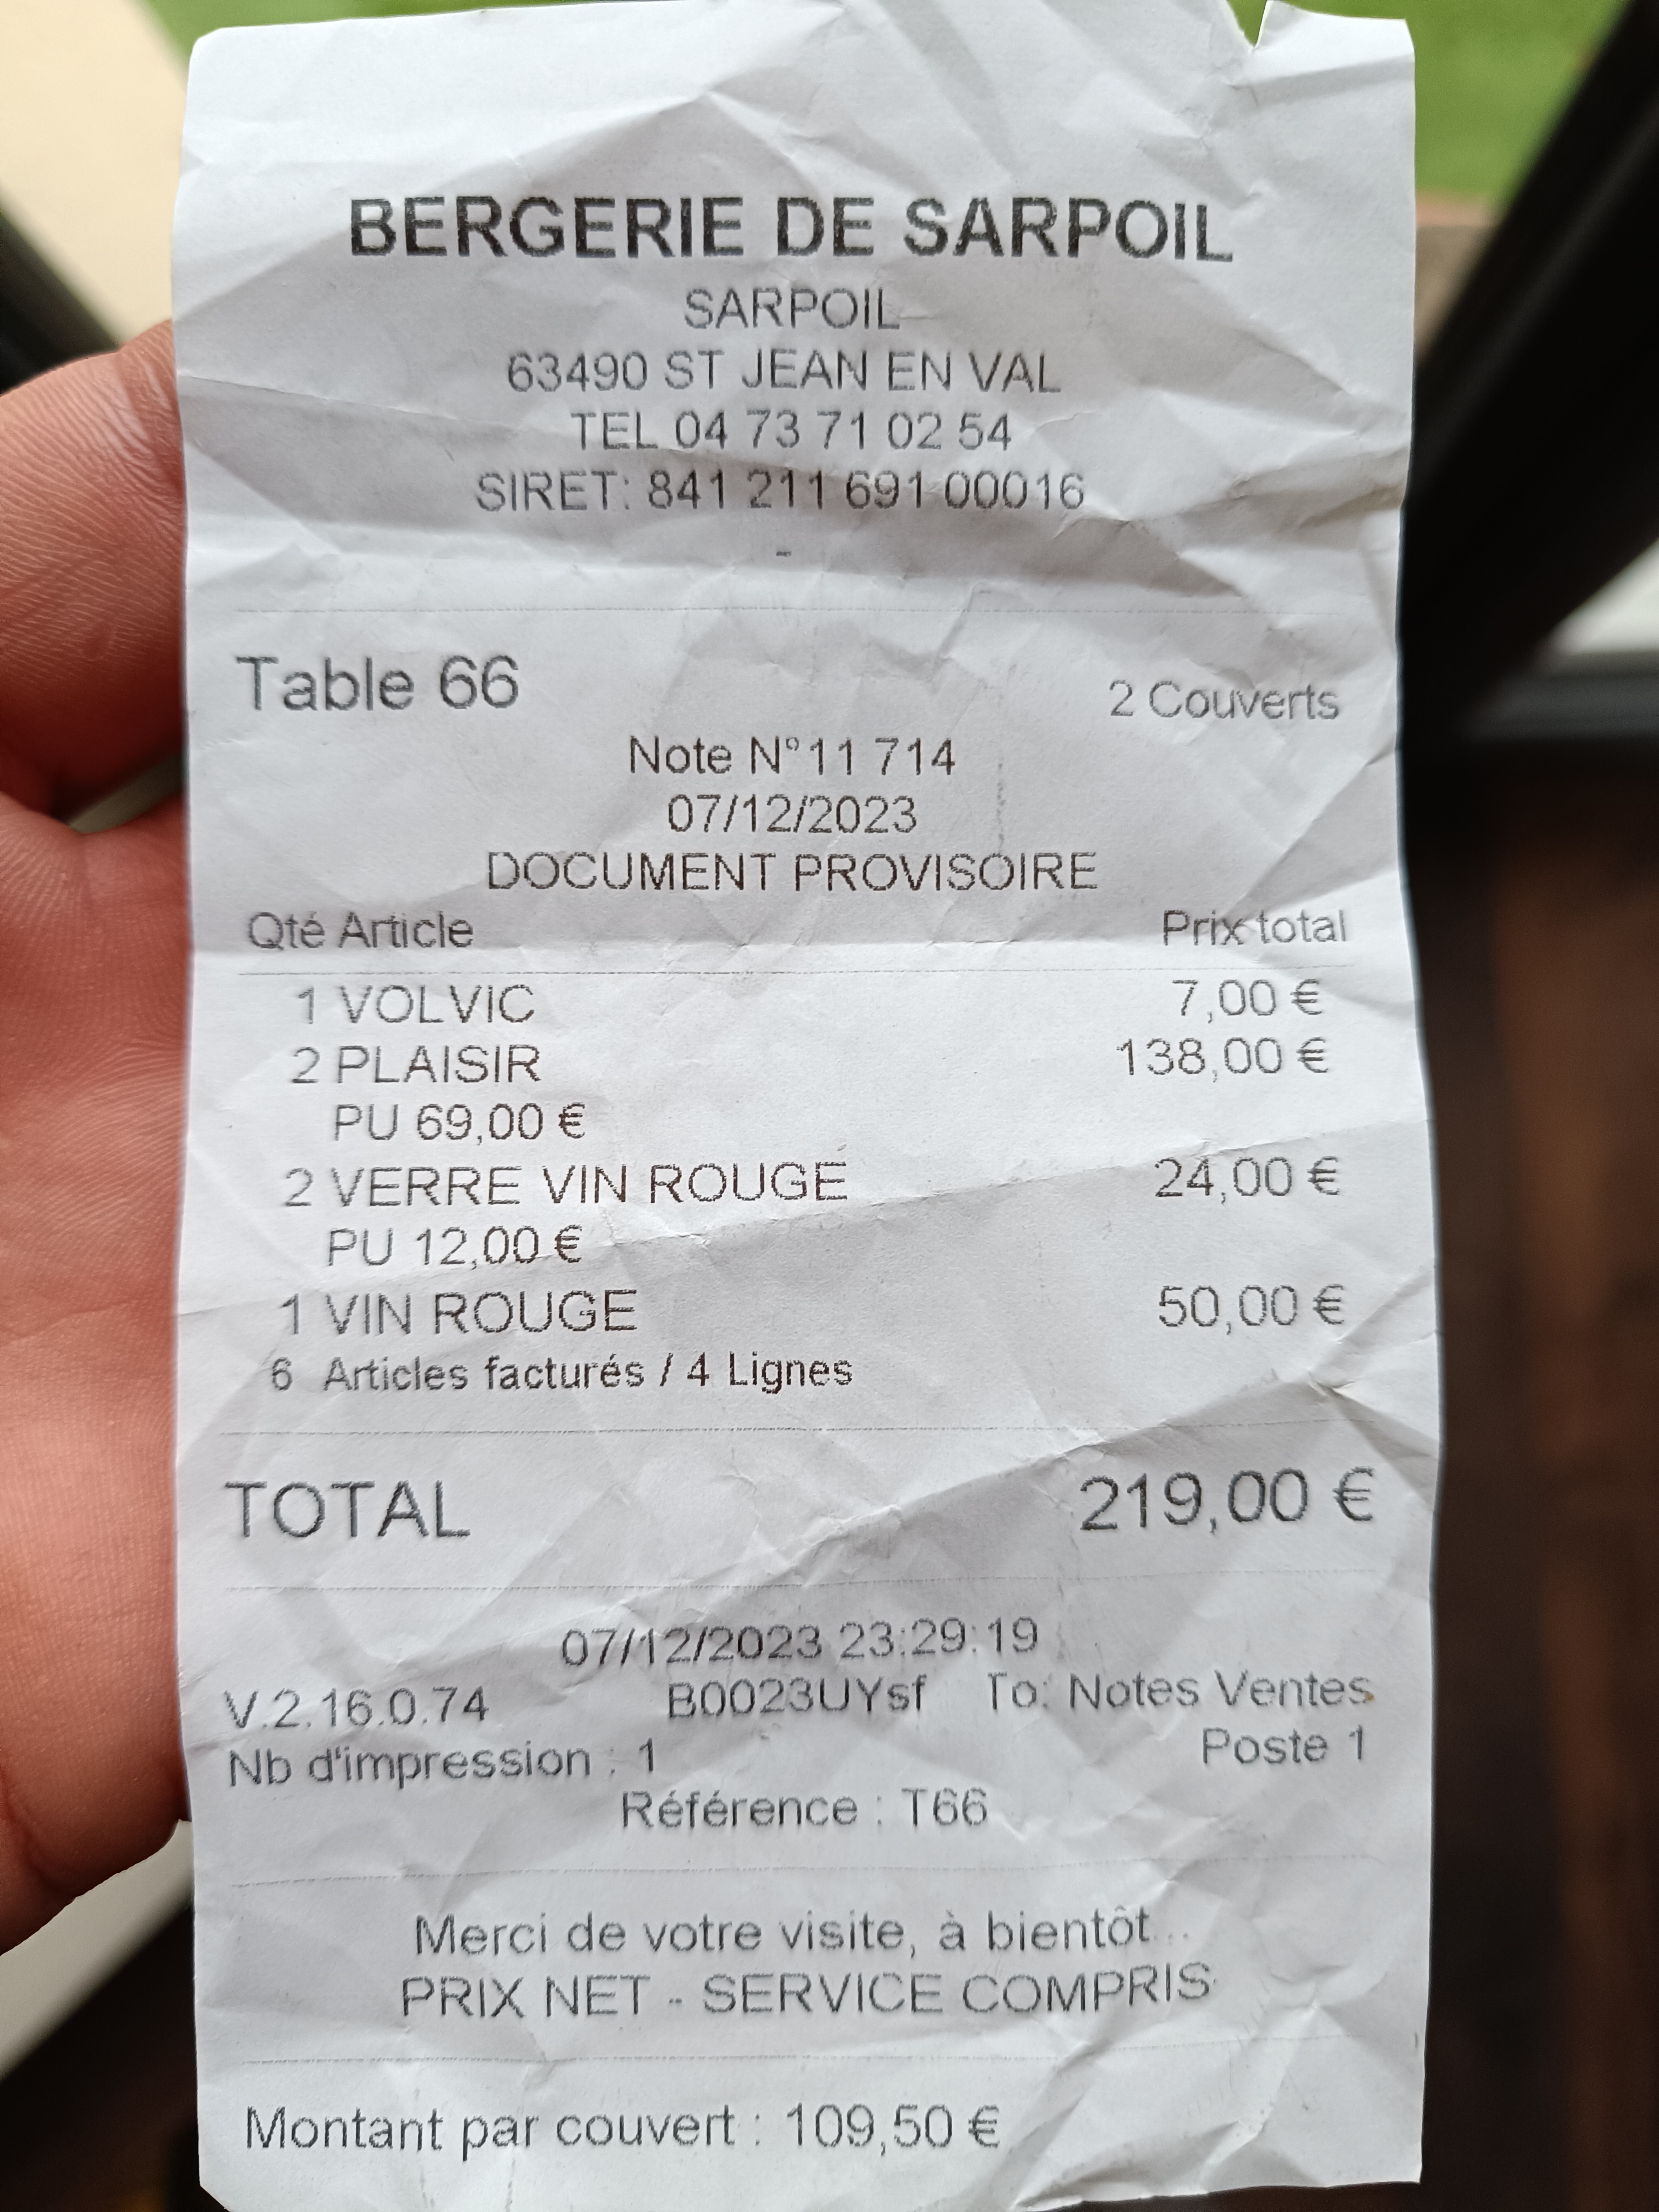 BERGERIE DE SARPOIL
SARPOIL
63490 ST JEAN EN VAL
TEL 04 73 71 02 54
SIRET: 841 211 691 00016
-
Table 66 2 Couverts
Note N°11 714
07/12/2023
DOCUMENT PROVISOIRE
Qté Article Prix total
1 VOLVIC 7,00 €
2 PLAISIR 138,00 €
PU 69,00 €
2 VERRE VIN ROUGE 24,00 €
PU 12,00 €
1 VIN ROUGE 50,00 €
6 Articles facturés / 4 Lignes
TOTAL 219,00 €
07/12/2023 23:29:19
V.2.16.0.74 B0023UYsf To: Notes Ventes
Nb d'impression : 1 Poste 1
Référence : T66
Merci de votre visite, à bientôt...
PRIX NET - SERVICE COMPRIS
Montant par couvert : 109,50 €